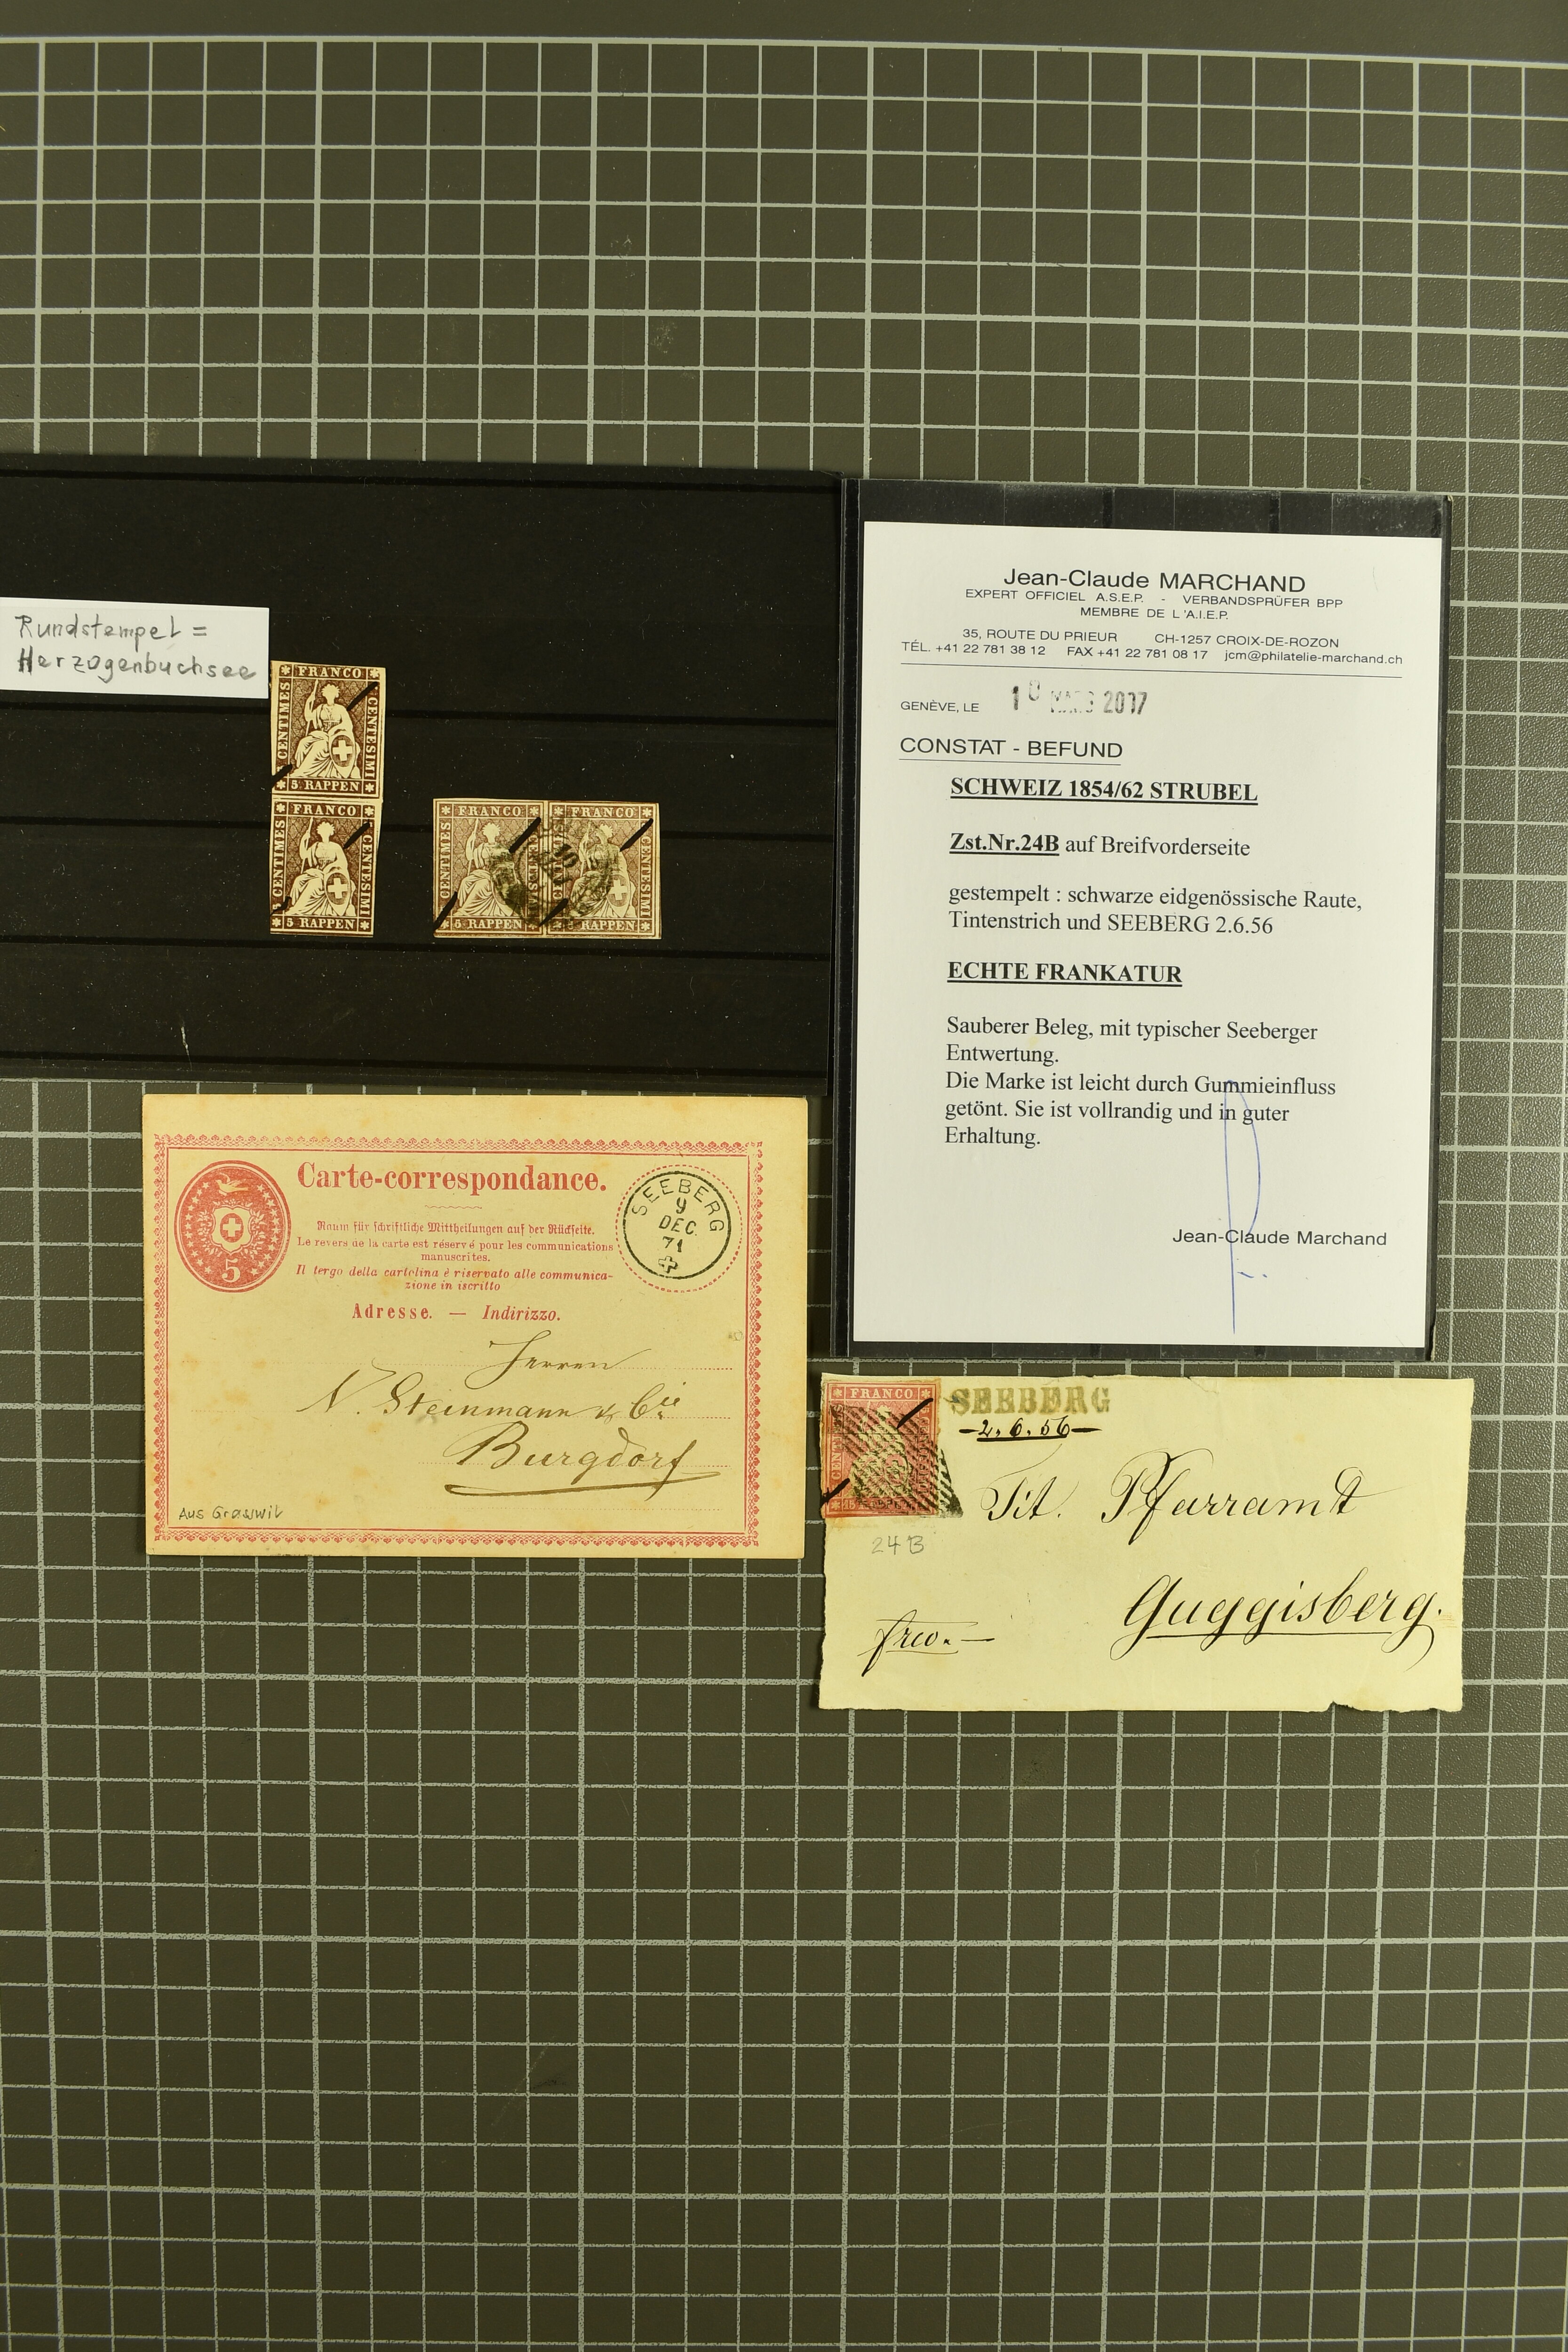 Rundstempel =
Herzogenbuchsee
FRANCO
CENTIMES
CENTESIMI
5 RAPPEN
FRANCO
CENTIMES
CENTESIMI
5 RAPPEN
FRANCO
CENTIMES
5 RAPPEN
FRANCO
CENTESIMI
RAPPEN
10
Jean-Claude MARCHAND
EXPERT OFFICIEL A.S.E.P. - VERBANDSPRÜFER BPP
MEMBRE DE L'A.I.E.P.
35, ROUTE DU PRIEUR CH-1257 CROIX-DE-ROZON
TÉL. +41 22 781 38 12 FAX +41 22 781 08 17 jcm@philatelie-marchand.ch
GENÈVE, LE MARS 2007
CONSTAT - BEFUND
SCHWEIZ 1854/62 STRUBEL
Zst.Nr.24B auf Breifvorderseite
gestempelt : schwarze eidgenössische Raute,
Tintenstrich und SEEBERG 2.6.56
ECHTE FRANKATUR
Sauberer Beleg, mit typischer Seeberger
Entwertung.
Die Marke ist leicht durch Gummieinfluss
getönt. Sie ist vollrandig und in guter
Erhaltung.
Jean-Claude Marchand
Carte-correspondance.
Raum für schriftliche Mittheilungen auf der Rückseite.
Le revers de la carte est réservé pour les communications
manuscrites.
Il tergo della cartolina è riservato alle communica-
zione in iscritto
Adresse. — Indirizzo.
5
SEEBERG
9
DEC.
71
Herren
N. Steinmann & Cie
Burgdorf
Aus Grasswil
FRANCO
SEEBERG
-2.6.56-
Tit. Pfarramt
24B
Guggisberg.
frco.-